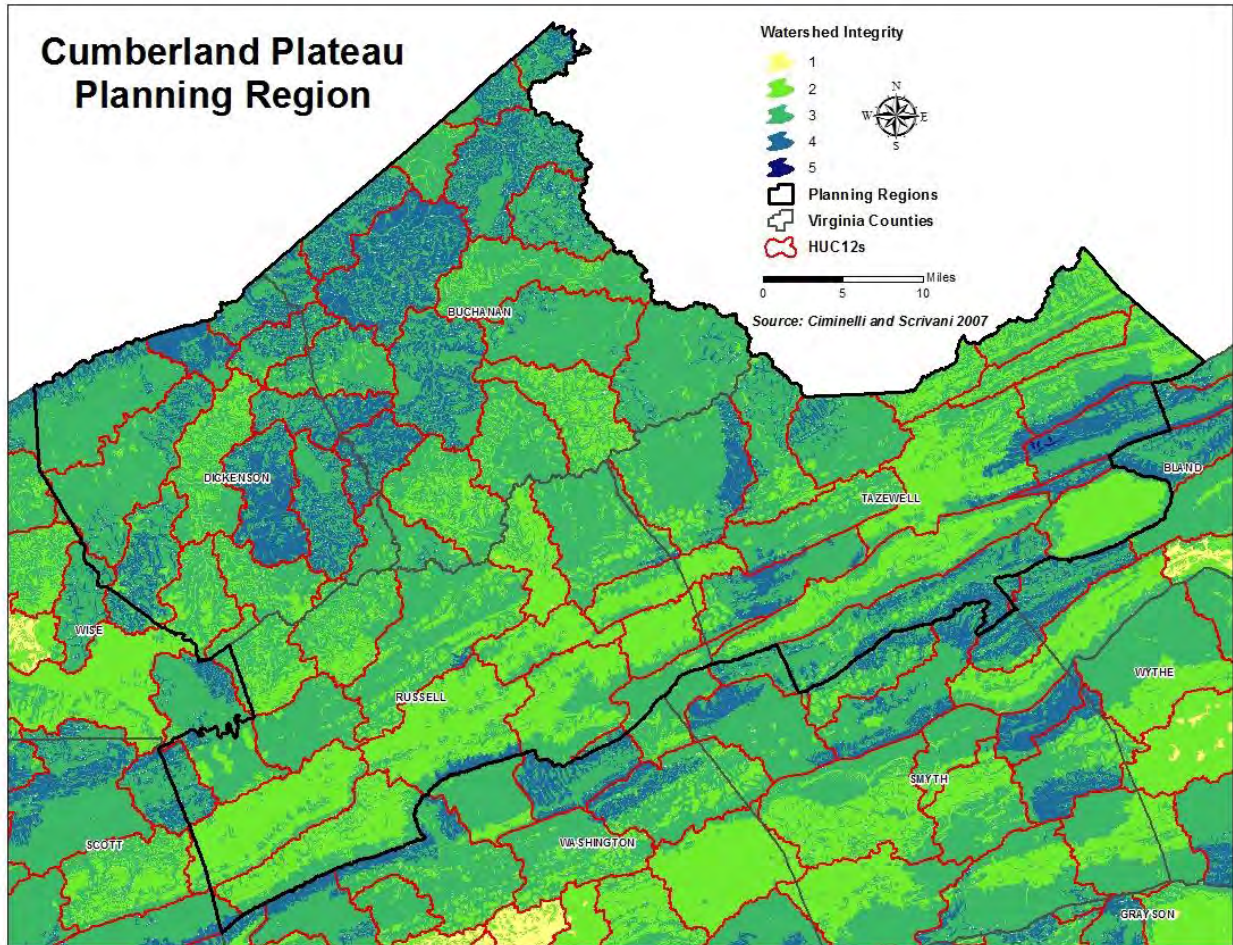 Cumberland Plateau
Planning Region
Watershed Integrity
1
2
3
4
5
Planning Regions
Virginia Counties
HUC12s
N
W E
S
Miles
0 5 10
Source: Ciminelli and Scrivani 2007
BUCHANAN
DICKENSON
BLAND
TAZEWELL
WISE
RUSSELL
WYTHE
SMYTH
SCOTT
WASHINGTON
GRAYSON